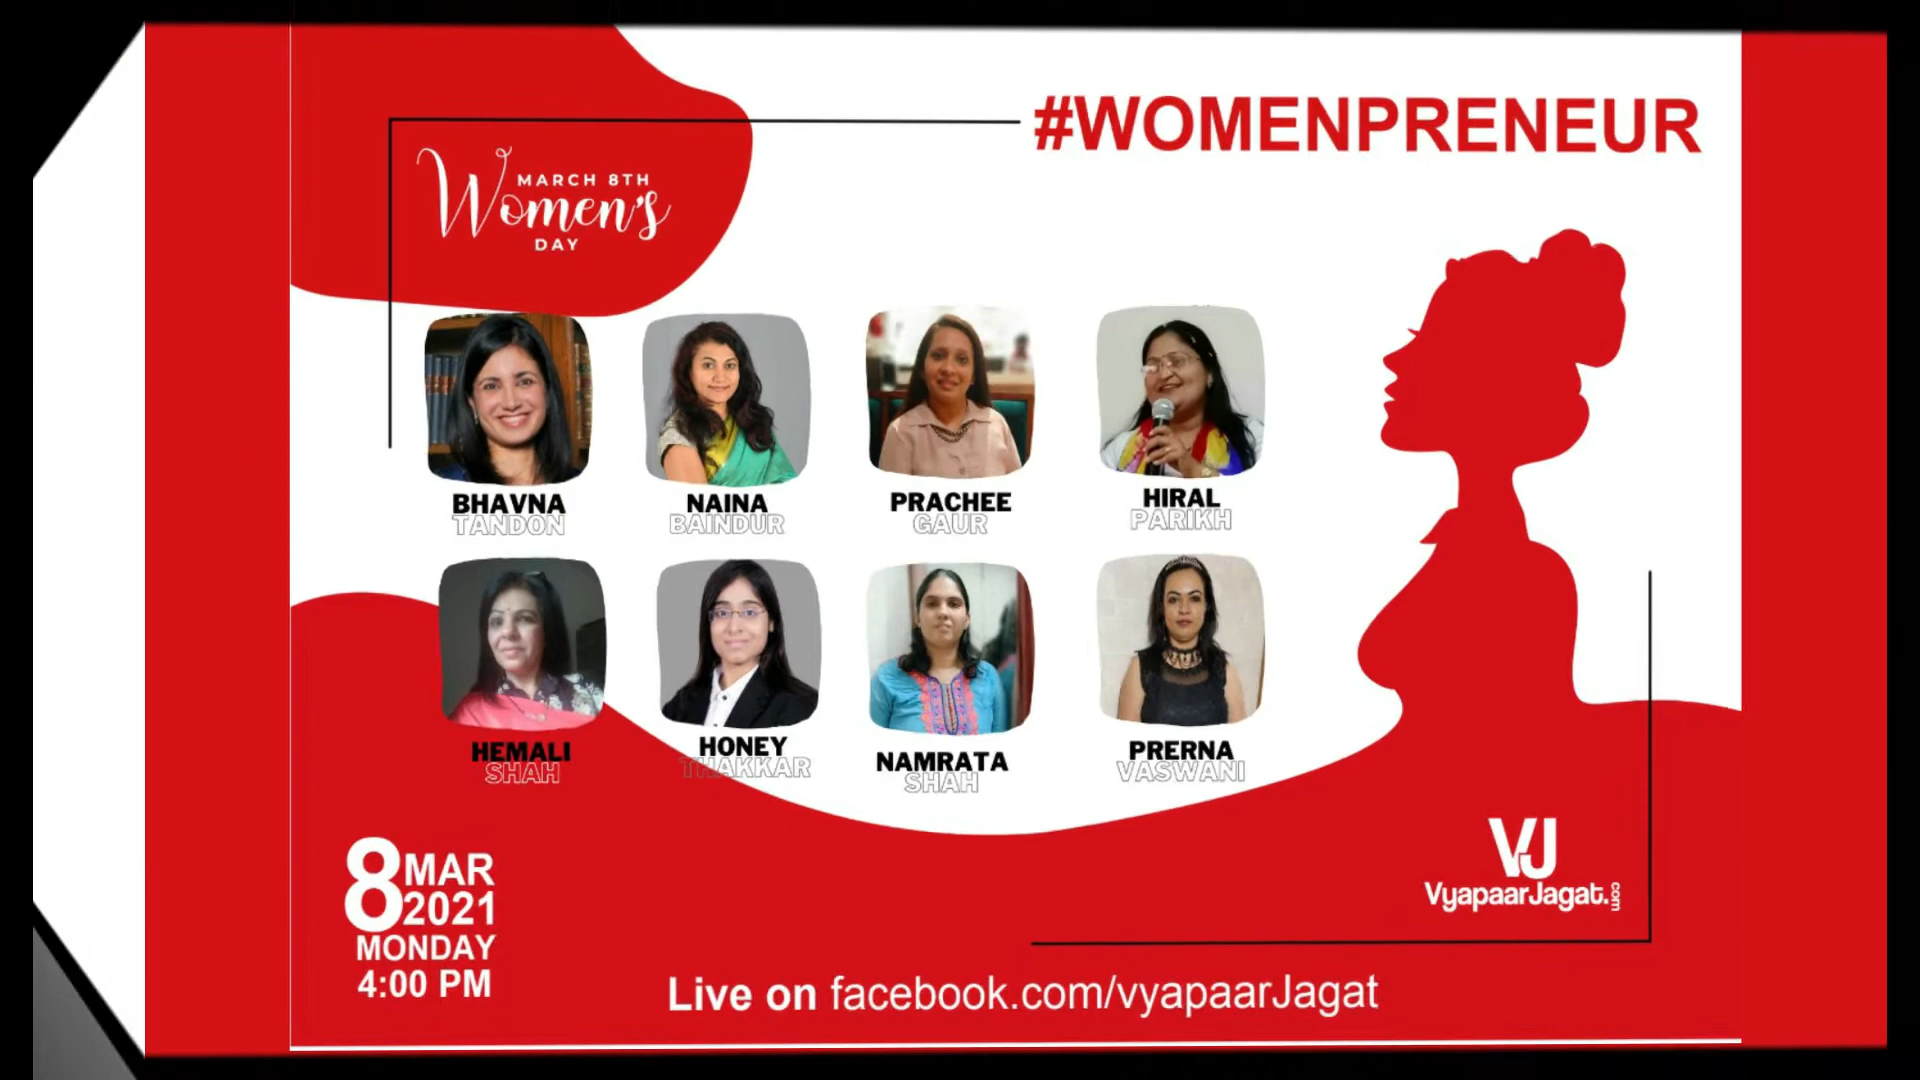 #WOMENPRENEUR
MARCH 8TH
Women's
DAY
BHAVNA
TANDON
NAINA
BAINDUR
PRACHEE
GAUR
HIRAL
PARIKH
HEMALI
SHAH
HONEY
THAKKAR
NAMRATA
SHAH
PRERNA
VASWANI
8 MAR
2021
MONDAY
4:00 PM
VJ
VyapaarJagat.com
Live on facebook.com/vyapaarJagat